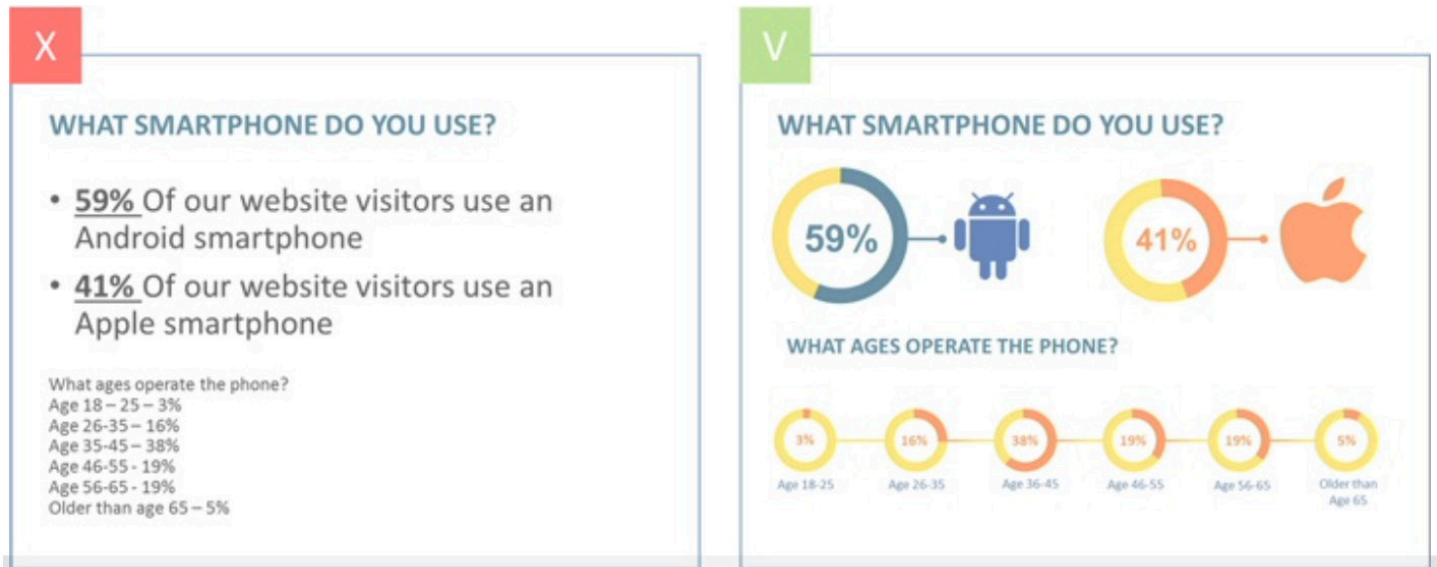 X
WHAT SMARTPHONE DO YOU USE?
• 59% Of our website visitors use an
Android smartphone
• 41% Of our website visitors use an
Apple smartphone
What ages operate the phone?
Age 18 – 25 – 3%
Age 26-35 – 16%
Age 35-45 – 38%
Age 46-55 - 19%
Age 56-65 - 19%
Older than age 65 – 5%
V
WHAT SMARTPHONE DO YOU USE?
59%
41%
WHAT AGES OPERATE THE PHONE?
3%
16%
38%
19%
19%
5%
Age 18-25
Age 26-35
Age 36-45
Age 46-55
Age 56-65
Older than
Age 65